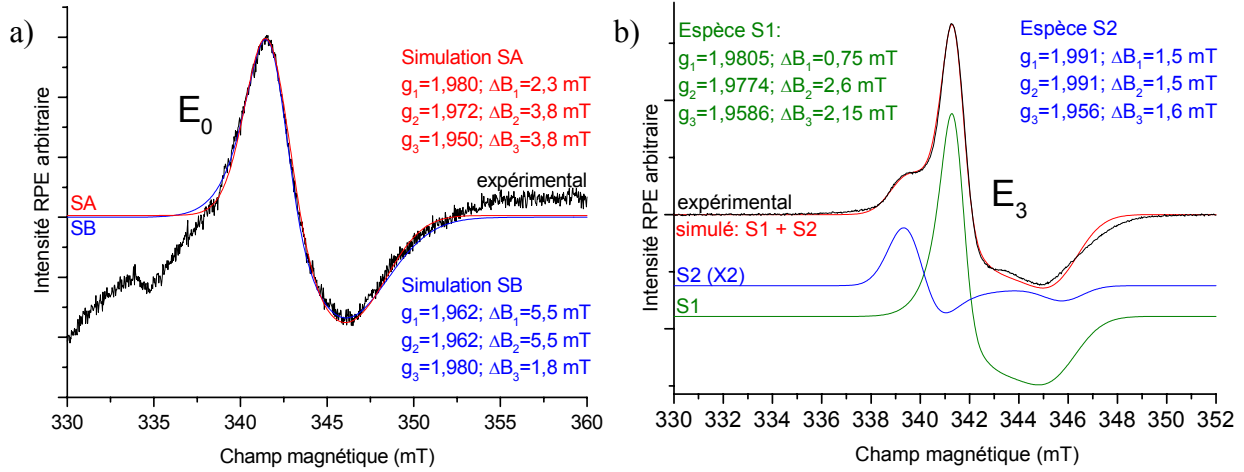 a)
Intensité RPE arbitraire
E₀
Simulation SA
g₁=1,980; ΔB₁=2,3 mT
g₂=1,972; ΔB₂=3,8 mT
g₃=1,950; ΔB₃=3,8 mT
expérimental
SA
SB
Simulation SB
g₁=1,962; ΔB₁=5,5 mT
g₂=1,962; ΔB₂=5,5 mT
g₃=1,980; ΔB₃=1,8 mT
330 335 340 345 350 355 360
Champ magnétique (mT)
b)
Intensité RPE arbitraire
Espèce S1:
g₁=1,9805; ΔB₁=0,75 mT
g₂=1,9774; ΔB₂=2,6 mT
g₃=1,9586; ΔB₃=2,15 mT
Espèce S2
g₁=1,991; ΔB₁=1,5 mT
g₂=1,991; ΔB₂=1,5 mT
g₃=1,956; ΔB₃=1,6 mT
E₃
expérimental
simulé: S1 + S2
S2 (X2)
S1
330 332 334 336 338 340 342 344 346 348 350 352
Champ magnétique (mT)